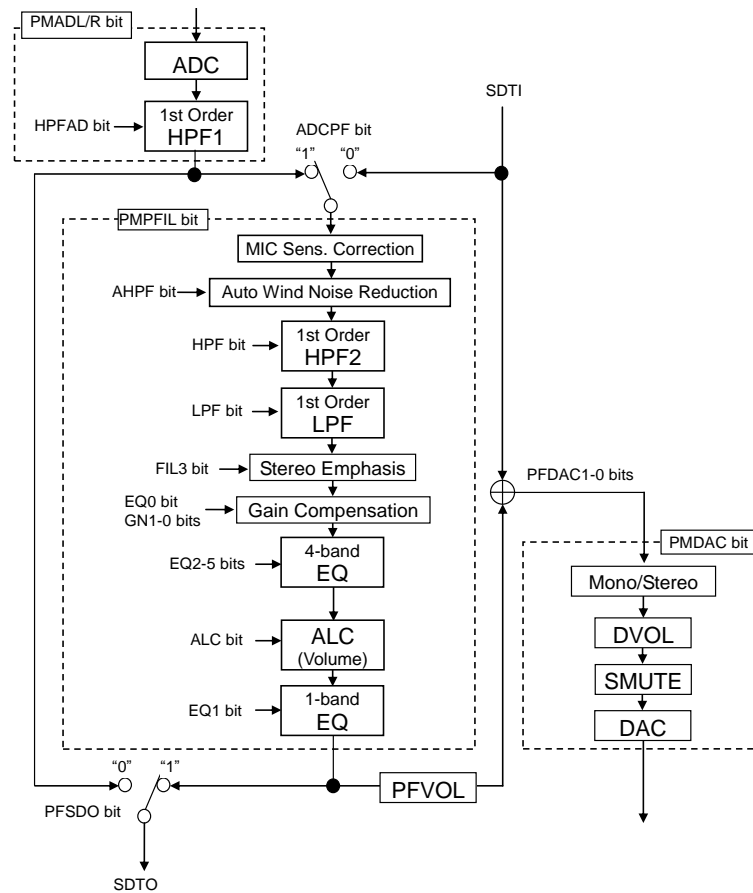 PMADL/R bit
ADC
HPFAD bit
1st Order
HPF1
SDTI
ADCPF bit
“1”
“0”
PMPFIL bit
MIC Sens. Correction
AHPF bit
Auto Wind Noise Reduction
HPF bit
1st Order
HPF2
LPF bit
1st Order
LPF
FIL3 bit
Stereo Emphasis
EQ0 bit
GN1-0 bits
Gain Compensation
EQ2-5 bits
4-band
EQ
ALC bit
ALC
(Volume)
EQ1 bit
1-band
EQ
PFDAC1-0 bits
PMDAC bit
Mono/Stereo
DVOL
SMUTE
DAC
“0”
“1”
PFSDO bit
PFVOL
SDTO